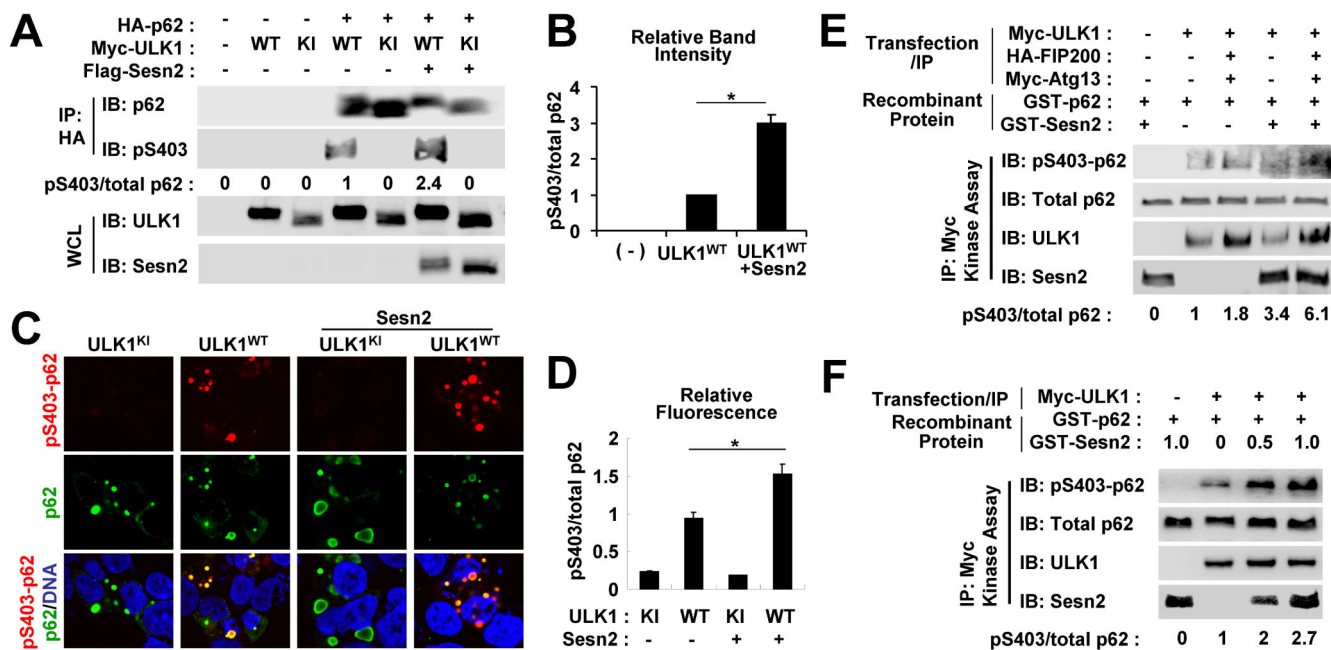 A
HA-p62 : - - - + + + +
Myc-ULK1 : - WT KI WT KI WT KI
Flag-Sesn2 : - - - - - + +
IP: HA
IB: p62
IB: pS403
pS403/total p62 0 0 0 1 0 2.4 0
WCL
IB: ULK1
IB: Sesn2
B
Relative Band
Intensity
*
pS403/total p62
4
3
2
1
0
( - ) ULK1WT ULK1WT
+Sesn2
C
Sesn2
ULK1KI ULK1WT ULK1KI ULK1WT
pS403-p62
p62
pS403-p62
p62/DNA
D
Relative
Fluorescence
*
pS403/total p62
2
1.5
1
0.5
0
ULK1 : KI WT KI WT
Sesn2 : - - + +
E
Transfection
/IP
Myc-ULK1 : - + + + +
HA-FIP200 : - - + - +
Myc-Atg13 : - - + - +
Recombinant
Protein
GST-p62 : + + + + +
GST-Sesn2 : + - - + +
IP: Myc
Kinase Assay
IB: pS403-p62
IB: Total p62
IB: ULK1
IB: Sesn2
pS403/total p62 : 0 1 1.8 3.4 6.1
F
Transfection/IP
Myc-ULK1 : - + + +
Recombinant
Protein
GST-p62 : + + + +
GST-Sesn2 : 1.0 0 0.5 1.0
IP: Myc
Kinase Assay
IB: pS403-p62
IB: Total p62
IB: ULK1
IB: Sesn2
pS403/total p62 : 0 1 2 2.7